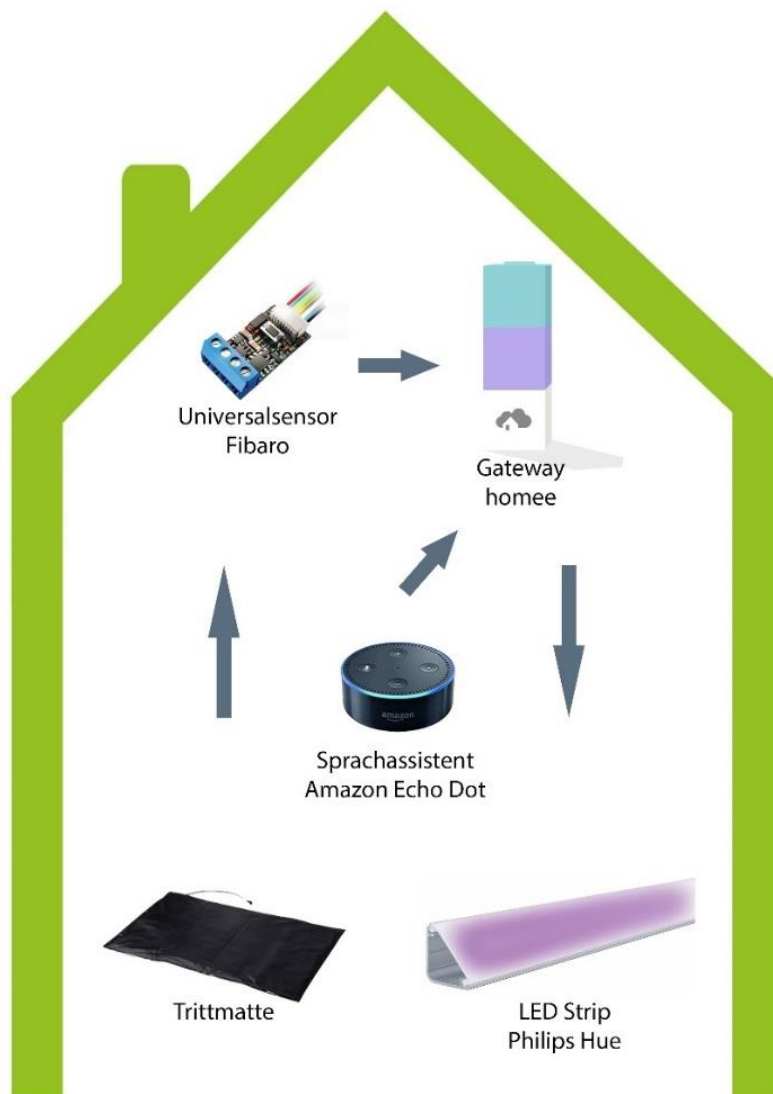 Universalsensor
Fibaro
Gateway
homee
amazon
Sprachassistent
Amazon Echo Dot
Trittmatte
LED Strip
Philips Hue